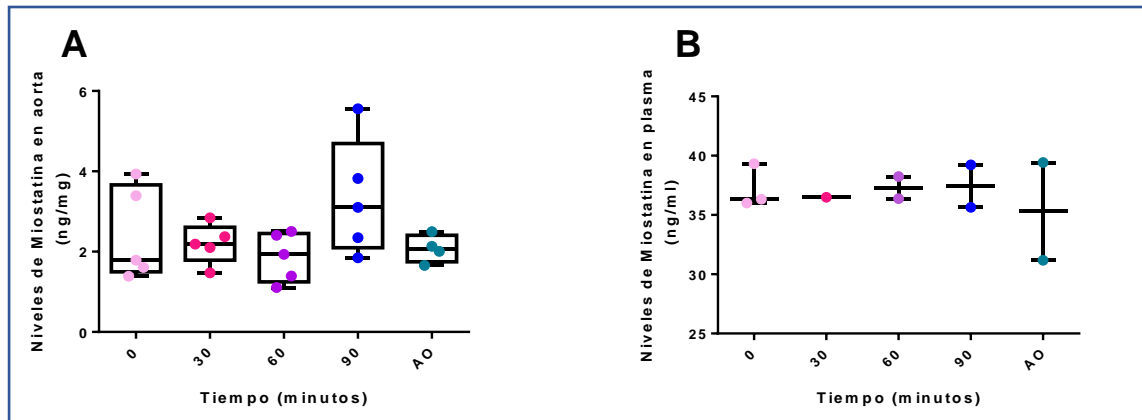 A
Niveles de Miostatina en aorta
(ng/mg)
6
4
2
0
0
30
60
90
AO
Tiempo (minutos)
B
Niveles de Miostatina en plasma
(ng/ml)
45
40
35
30
25
0
30
60
90
AO
Tiempo (minutos)